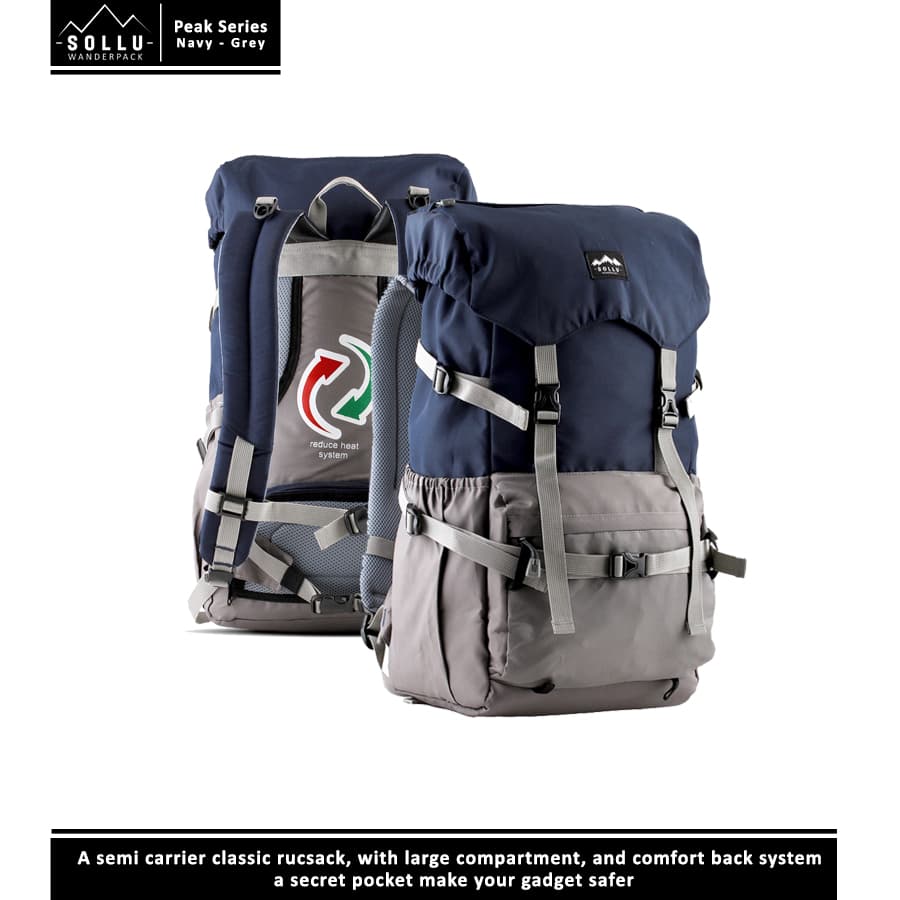 SOLLU
WANDERPACK
Peak Series
Navy - Grey
SOLLU
reduce heat
system
A semi carrier classic rucsack, with large compartment, and comfort back system
a secret pocket make your gadget safer